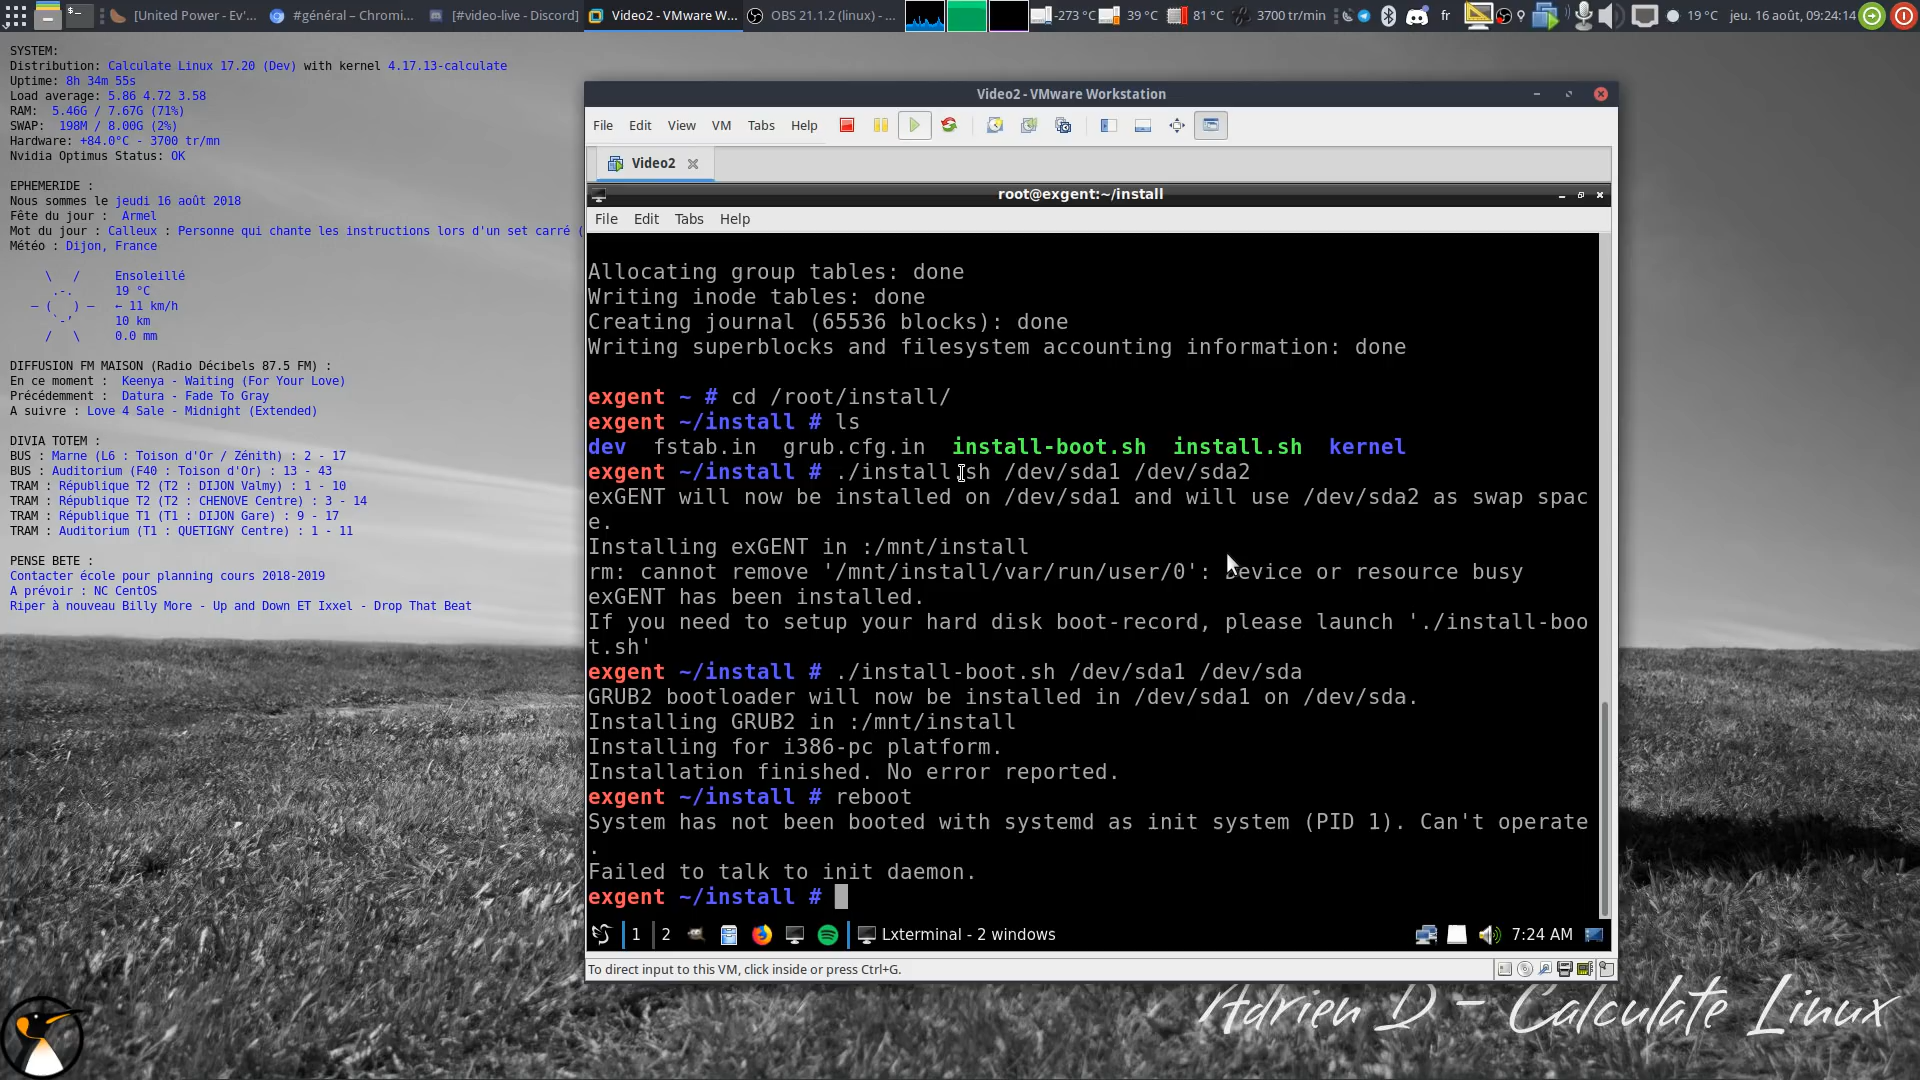 [United Power - Ev'...
#général – Chromi...
[#video-live - Discord]
Video2 - VMware W...
OBS 21.1.2 (linux) - ...
-273 °C
39 °C
81 °C
3700 tr/min
fr
19 °C
jeu. 16 août, 09:24:14
SYSTEM:
Distribution: Calculate Linux 17.20 (Dev) with kernel 4.17.13-calculate
Uptime: 8h 34m 55s
Load average: 5.86 4.72 3.58
RAM:  5.46G / 7.67G (71%)
SWAP:  198M / 8.00G (2%)
Hardware: +84.0°C - 3700 tr/mn
Nvidia Optimus Status: OK
EPHEMERIDE :
Nous sommes le jeudi 16 août 2018
Fête du jour :  Armel
Mot du jour : Calleux : Personne qui chante les instructions lors d'un set carré (
Météo : Dijon, France
Ensoleillé
19 °C
← 11 km/h
10 km
0.0 mm
DIFFUSION FM MAISON (Radio Décibels 87.5 FM) :
En ce moment :  Keenya - Waiting (For Your Love)
Précédemment :  Datura - Fade To Gray
A suivre : Love 4 Sale - Midnight (Extended)
DIVIA TOTEM :
BUS : Marne (L6 : Toison d'Or / Zénith) : 2 - 17
BUS : Auditorium (F40 : Toison d'Or) : 13 - 43
TRAM : République T2 (T2 : DIJON Valmy) : 1 - 10
TRAM : République T2 (T2 : CHENOVE Centre) : 3 - 14
TRAM : République T1 (T1 : DIJON Gare) : 9 - 17
TRAM : Auditorium (T1 : QUETIGNY Centre) : 1 - 11
PENSE BETE :
Contacter école pour planning cours 2018-2019
A prévoir : NC CentOS
Riper à nouveau Billy More - Up and Down ET Ixxel - Drop That Beat
Video2 - VMware Workstation
File Edit View VM Tabs Help
Video2
root@exgent:~/install
File Edit Tabs Help
Allocating group tables: done
Writing inode tables: done
Creating journal (65536 blocks): done
Writing superblocks and filesystem accounting information: done
exgent ~ # cd /root/install/
exgent ~/install # ls
dev  fstab.in  grub.cfg.in  install-boot.sh  install.sh  kernel
exgent ~/install # ./install.sh /dev/sda1 /dev/sda2
exGENT will now be installed on /dev/sda1 and will use /dev/sda2 as swap spac
e.
Installing exGENT in :/mnt/install
rm: cannot remove '/mnt/install/var/run/user/0': Device or resource busy
exGENT has been installed.
If you need to setup your hard disk boot-record, please launch './install-boo
t.sh'
exgent ~/install # ./install-boot.sh /dev/sda1 /dev/sda
GRUB2 bootloader will now be installed in /dev/sda1 on /dev/sda.
Installing GRUB2 in :/mnt/install
Installing for i386-pc platform.
Installation finished. No error reported.
exgent ~/install # reboot
System has not been booted with systemd as init system (PID 1). Can't operate
.
Failed to talk to init daemon.
exgent ~/install #
1 2 Lxterminal - 2 windows 7:24 AM
To direct input to this VM, click inside or press Ctrl+G.
Adrien D - Calculate Linux